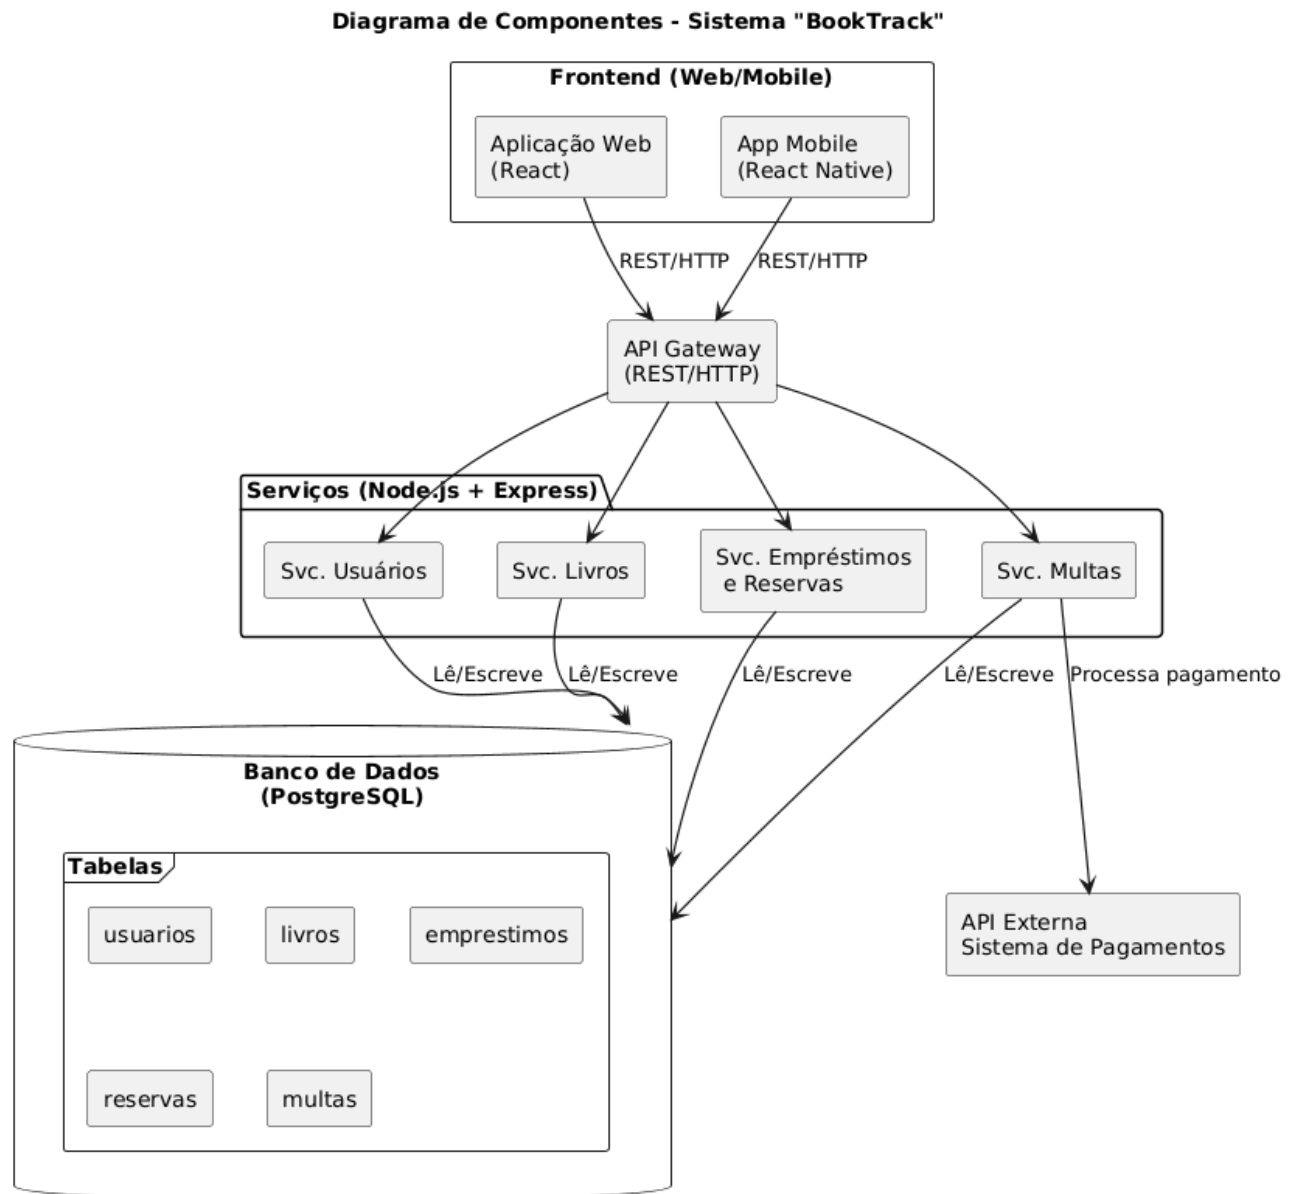 Diagrama de Componentes - Sistema "BookTrack"
Frontend (Web/Mobile)
Aplicação Web
(React)
App Mobile
(React Native)
REST/HTTP
REST/HTTP
API Gateway
(REST/HTTP)
Serviços (Node.js + Express)
Svc. Usuários
Svc. Livros
Svc. Empréstimos
e Reservas
Svc. Multas
Lê/Escreve
Lê/Escreve
Lê/Escreve
Lê/Escreve
Processa pagamento
Banco de Dados
(PostgreSQL)
Tabelas
usuarios
livros
emprestimos
reservas
multas
API Externa
Sistema de Pagamentos